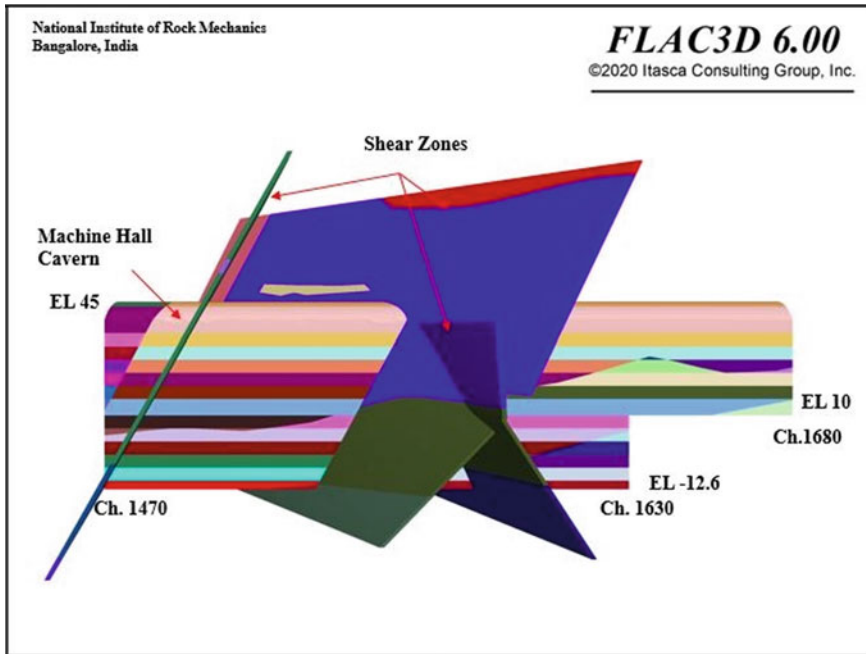 National Institute of Rock Mechanics
Bangalore, India
FLAC3D 6.00
©2020 Itasca Consulting Group, Inc.
Shear Zones
Machine Hall
Cavern
EL 45
EL 10
Ch.1680
EL -12.6
Ch. 1470
Ch. 1630